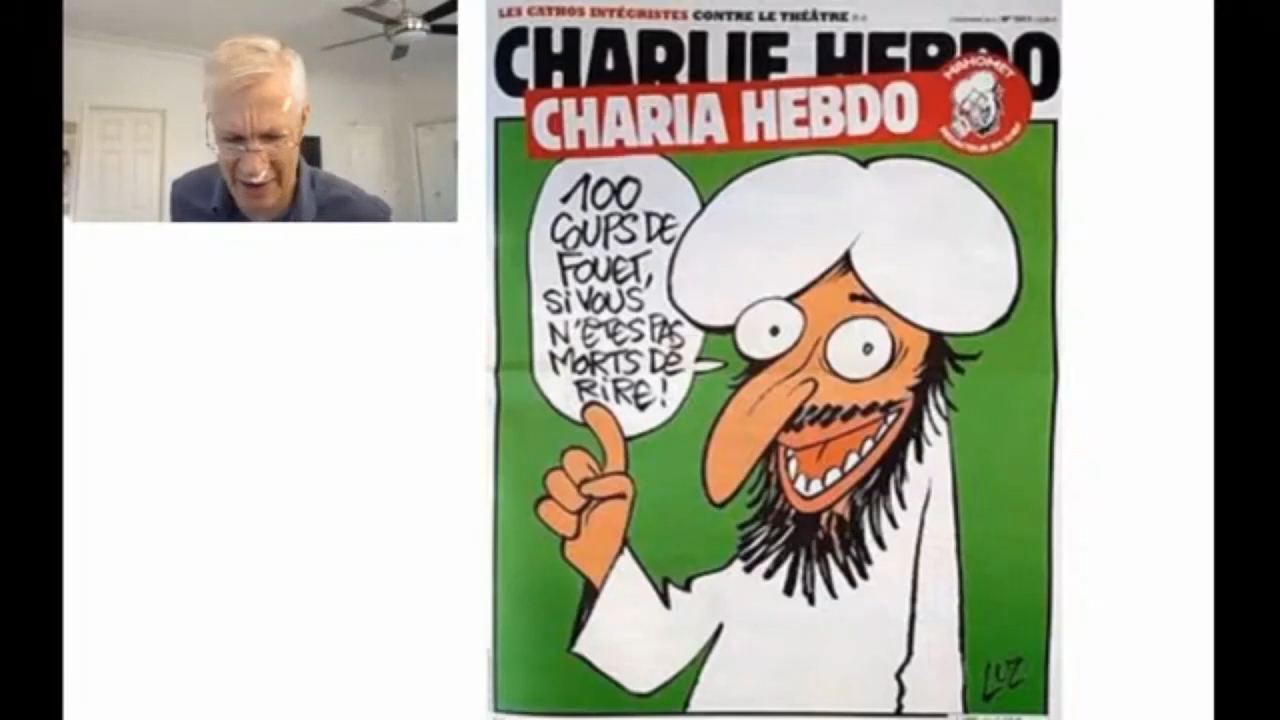 LES CATHOS INTÉGRISTES CONTRE LE THÉÂTRE
CHARLIE HEBDO
CHARIA HEBDO
MAHOMET
100
COUPS DE
FOUET,
SI VOUS
N'ÊTES PAS
MORTS DE
RIRE!
LUZ